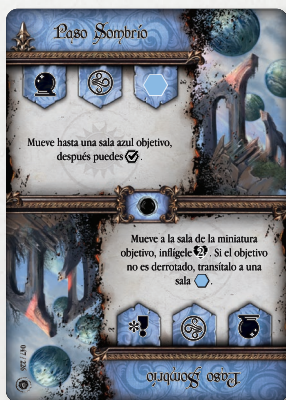 Paso Sombrío
Mueve hasta una sala azul objetivo,
después puedes .
Mueve a la sala de la miniatura
objetivo, inflígele 2 . Si el objetivo
no es derrotado, transítalo a una
sala .
Paso Sombrío